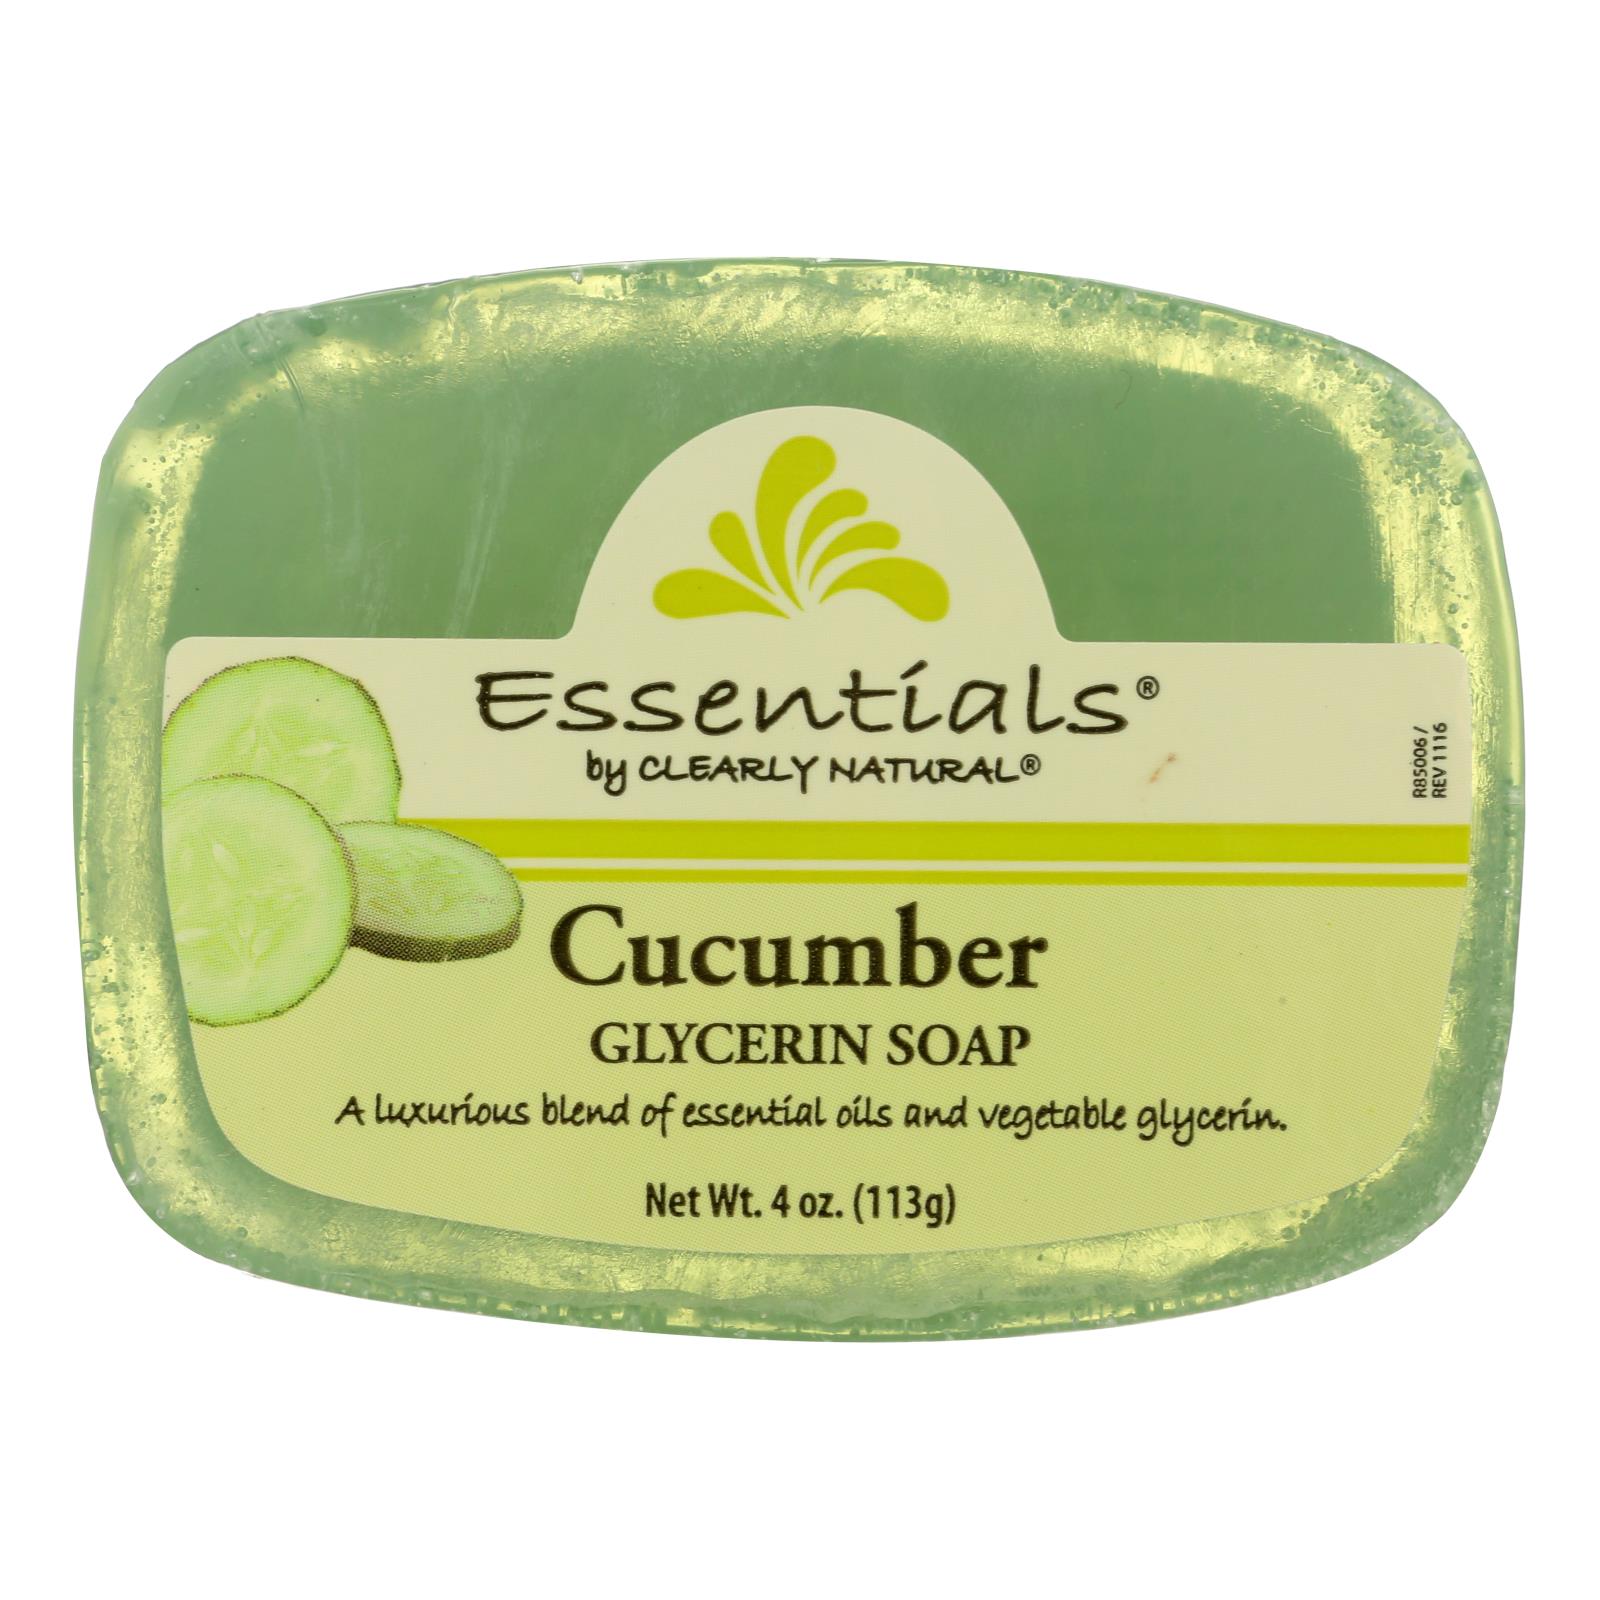 Essentials®
by CLEARLY NATURAL®
R85006 /
REV 1116
Cucumber
GLYCERIN SOAP
A luxurious blend of essential oils and vegetable glycerin.
Net Wt. 4 oz. (113g)